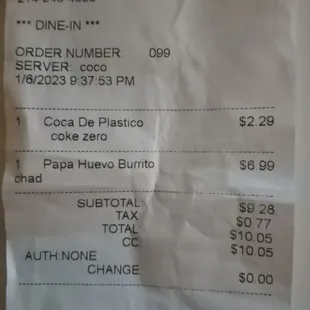 *** DINE-IN ***
ORDER NUMBER: 099
SERVER: coco
1/6/2023 9:37:53 PM
1 Coca De Plastico $2.29
coke zero
1 Papa Huevo Burrito $6.99
chad
SUBTOTAL: $9.28
TAX: $0.77
TOTAL $10.05
CC: $10.05
AUTH:NONE
CHANGE $0.00